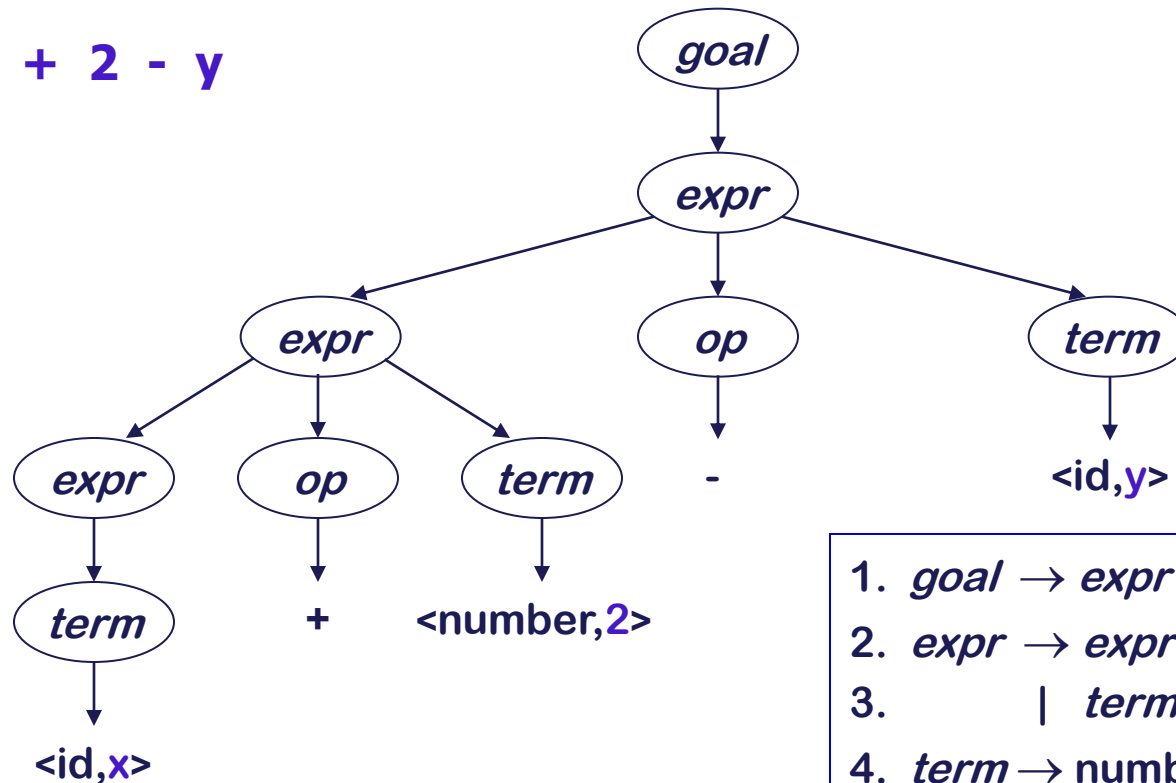 + 2 - y
goal
expr
expr op term
expr op term - <id,y>
term + <number,2>
<id,x>
1. goal → expr
2. expr → expr
3. | term
4. term → numb